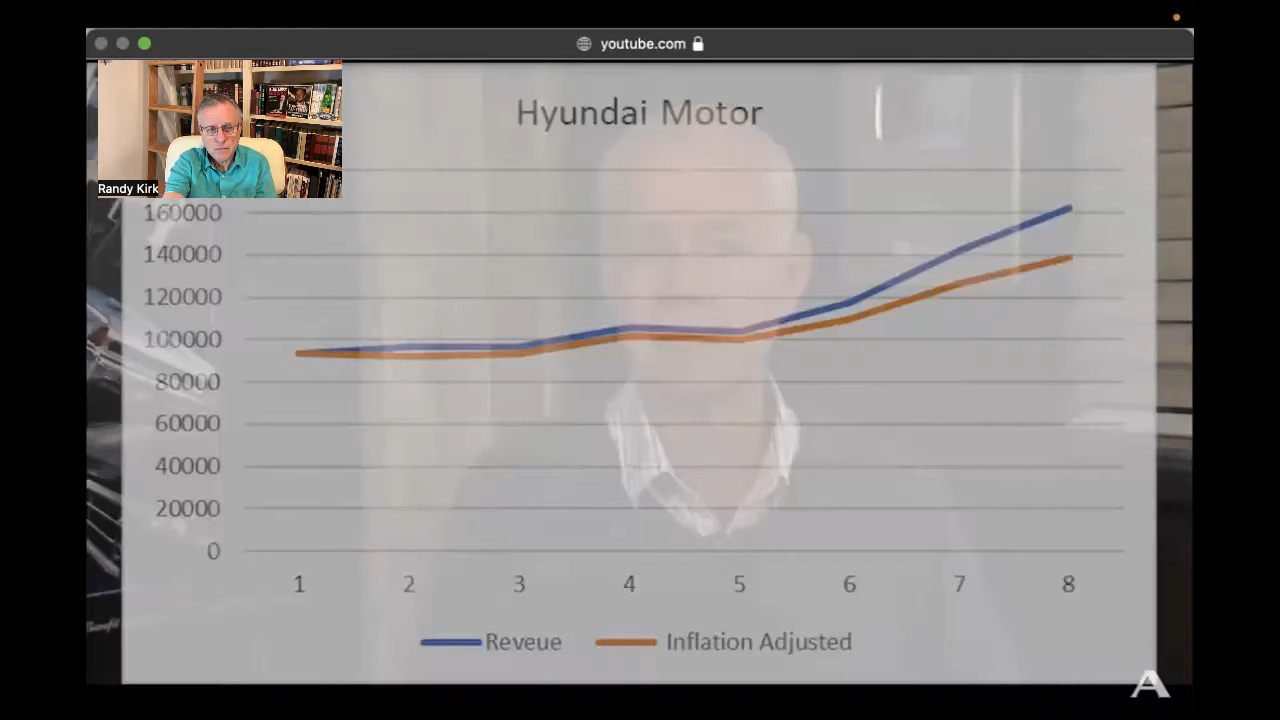 youtube.com
Hyundai Motor
Randy Kirk
160000
140000
120000
100000
80000
60000
40000
20000
0
1 2 3 4 5 6 7 8
Reveue Inflation Adjusted
A